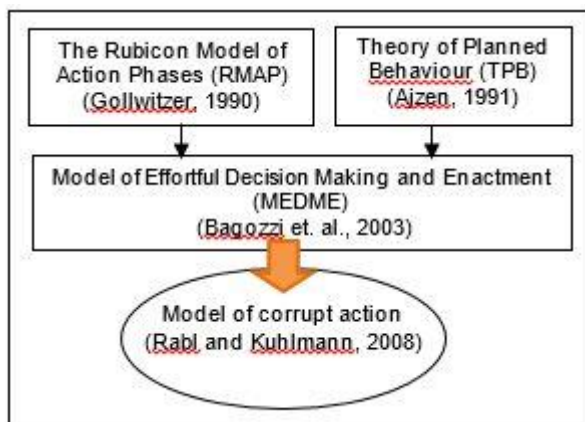 The Rubicon Model of
Action Phases (RMAP)
(Gollwitzer, 1990)
Theory of Planned
Behaviour (TPB)
(Ajzen, 1991)
Model of Effortful Decision Making and Enactment
(MEDME)
(Bagozzi et. al., 2003)
Model of corrupt action
(Rabl and Kuhlmann, 2008)